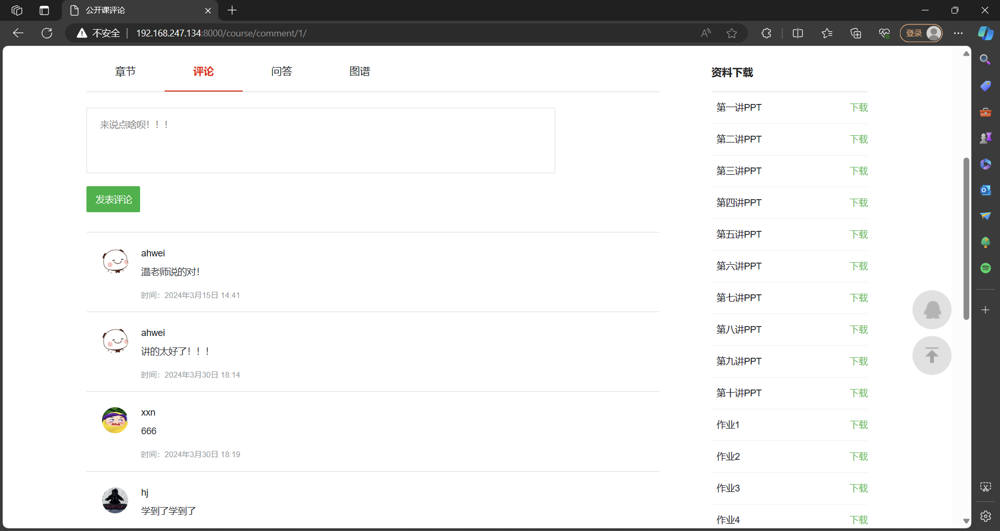 公开课评论
不安全 192.168.247.134:8000/course/comment/1/
登录
章节 评论 问答 图谱
来说点啥呗！！！
发表评论
ahwei
温老师说的对！
时间：2024年3月15日 14:41
ahwei
讲的太好了！！！
时间：2024年3月30日 18:14
xxn
666
时间：2024年3月30日 18:19
hj
学到了学到了
资料下载
第一讲PPT 下载
第二讲PPT 下载
第三讲PPT 下载
第四讲PPT 下载
第五讲PPT 下载
第六讲PPT 下载
第七讲PPT 下载
第八讲PPT 下载
第九讲PPT 下载
第十讲PPT 下载
作业1 下载
作业2 下载
作业3 下载
作业4 下载